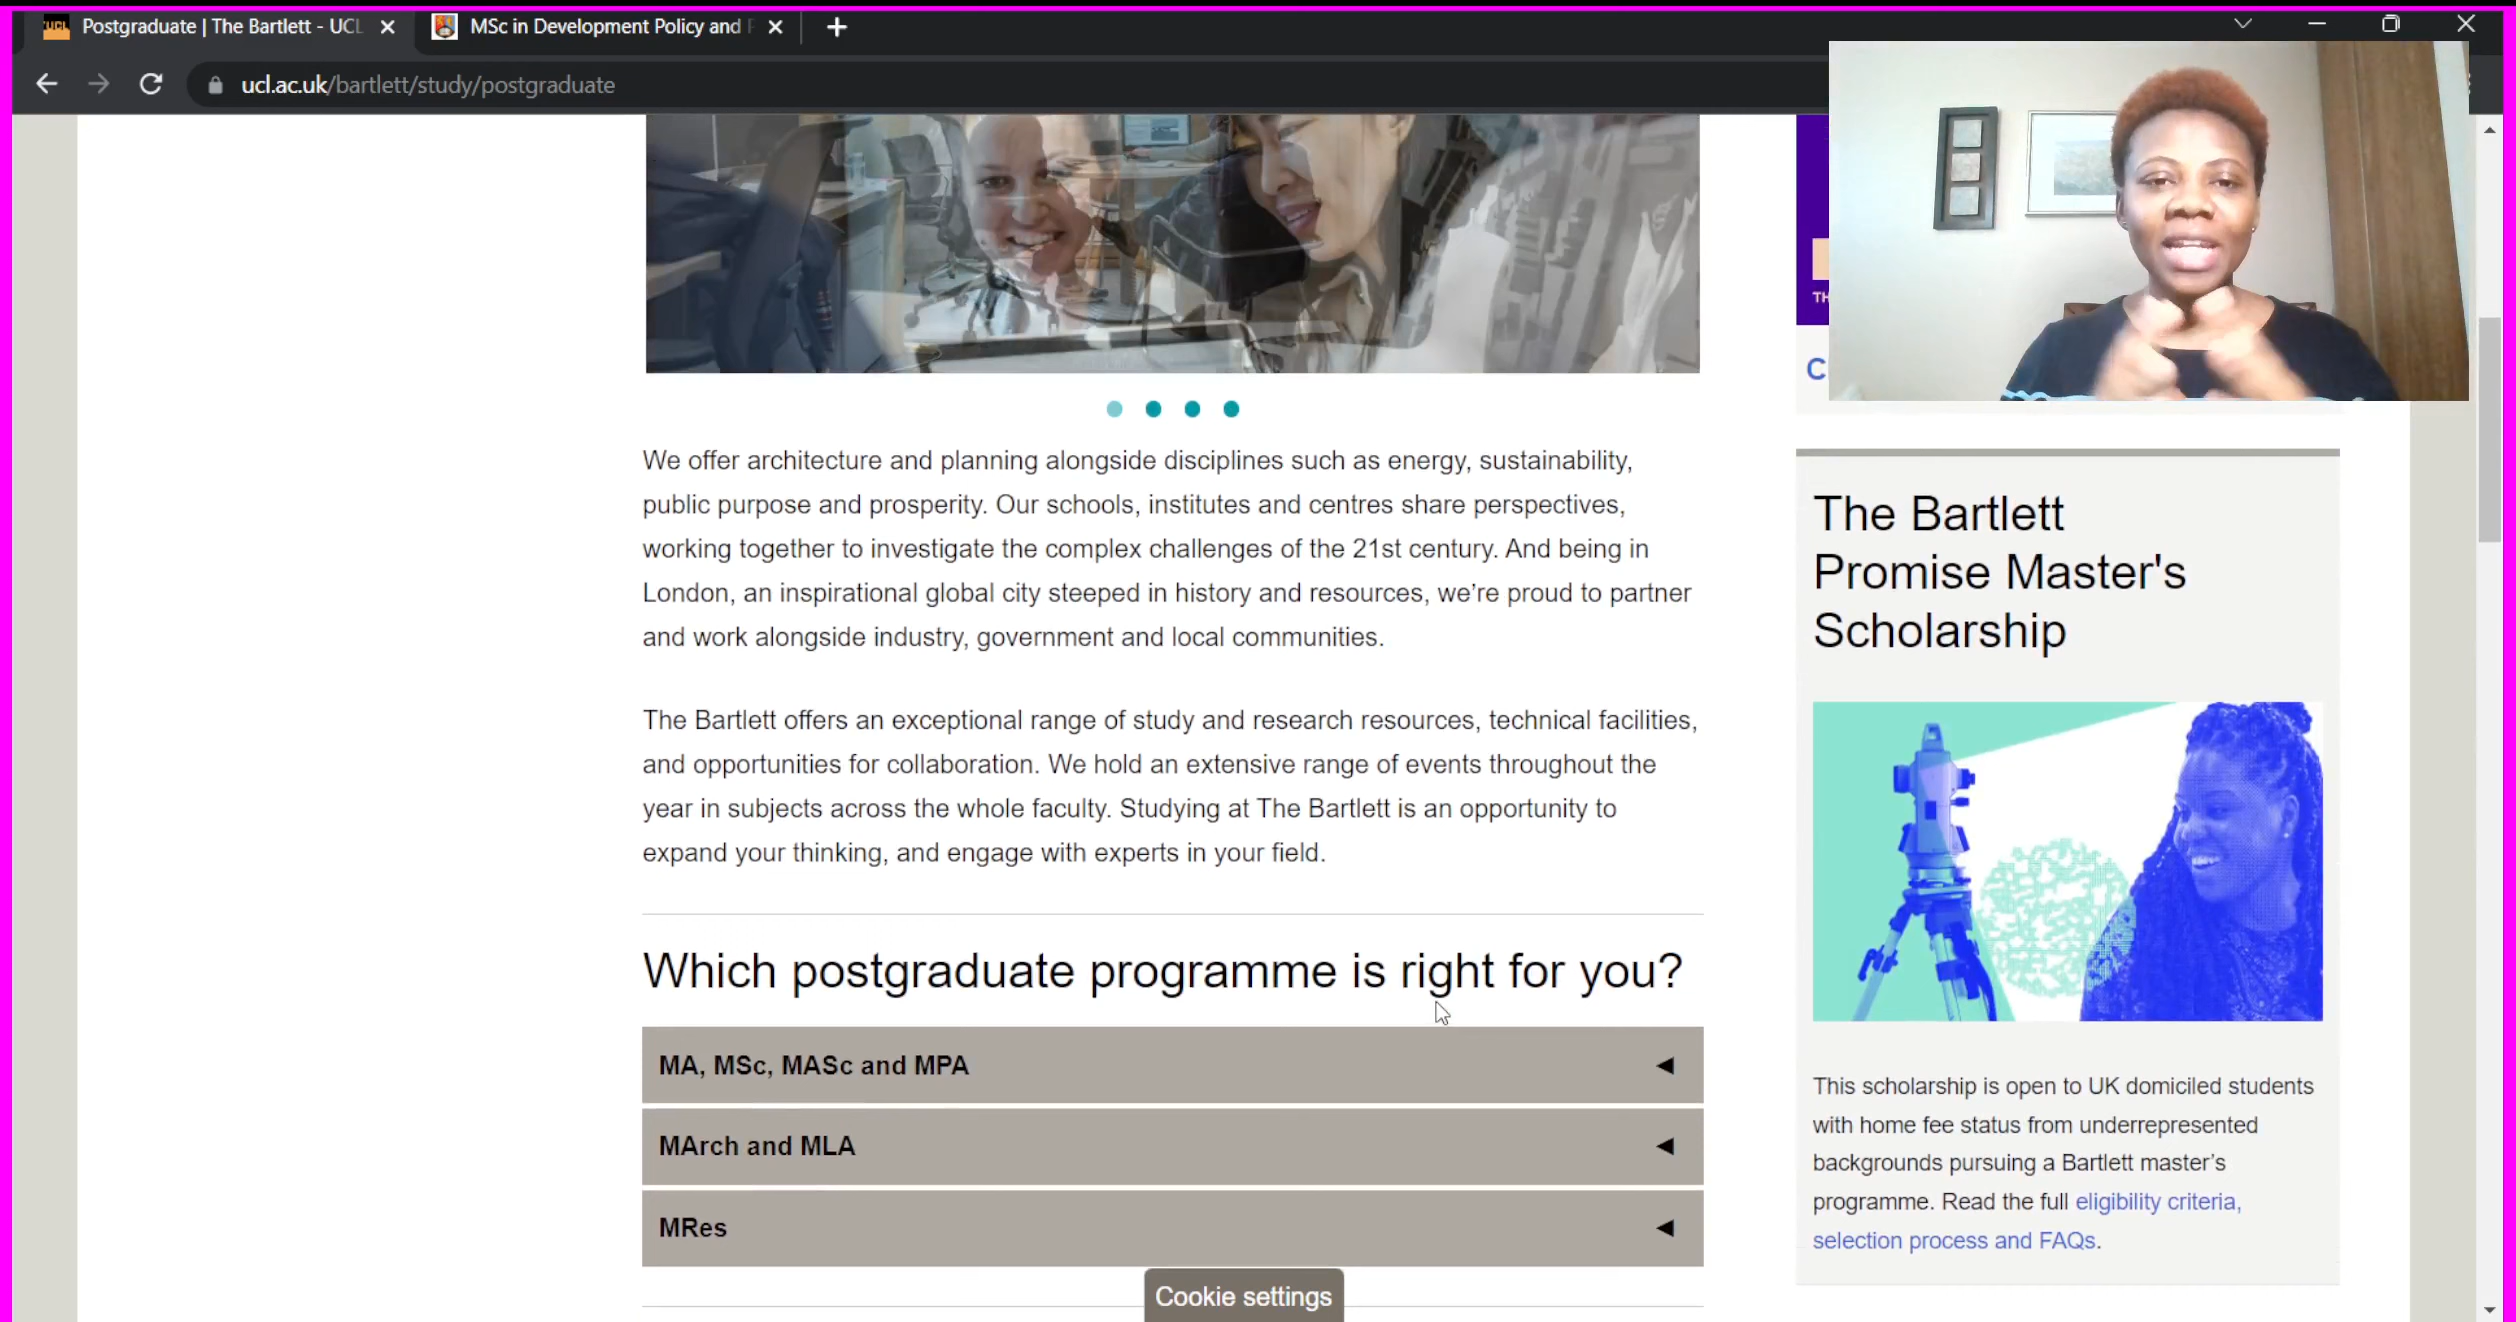 UCL
Postgraduate | The Bartlett - UCL
MSc in Development Policy and
ucl.ac.uk/bartlett/study/postgraduate
We offer architecture and planning alongside disciplines such as energy, sustainability,
public purpose and prosperity. Our schools, institutes and centres share perspectives,
working together to investigate the complex challenges of the 21st century. And being in
London, an inspirational global city steeped in history and resources, we’re proud to partner
and work alongside industry, government and local communities.
The Bartlett offers an exceptional range of study and research resources, technical facilities,
and opportunities for collaboration. We hold an extensive range of events throughout the
year in subjects across the whole faculty. Studying at The Bartlett is an opportunity to
expand your thinking, and engage with experts in your field.
Which postgraduate programme is right for you?
MA, MSc, MASc and MPA
MArch and MLA
MRes
Cookie settings
TH
C
The Bartlett
Promise Master's
Scholarship
This scholarship is open to UK domiciled students
with home fee status from underrepresented
backgrounds pursuing a Bartlett master’s
programme. Read the full eligibility criteria,
selection process and FAQs.